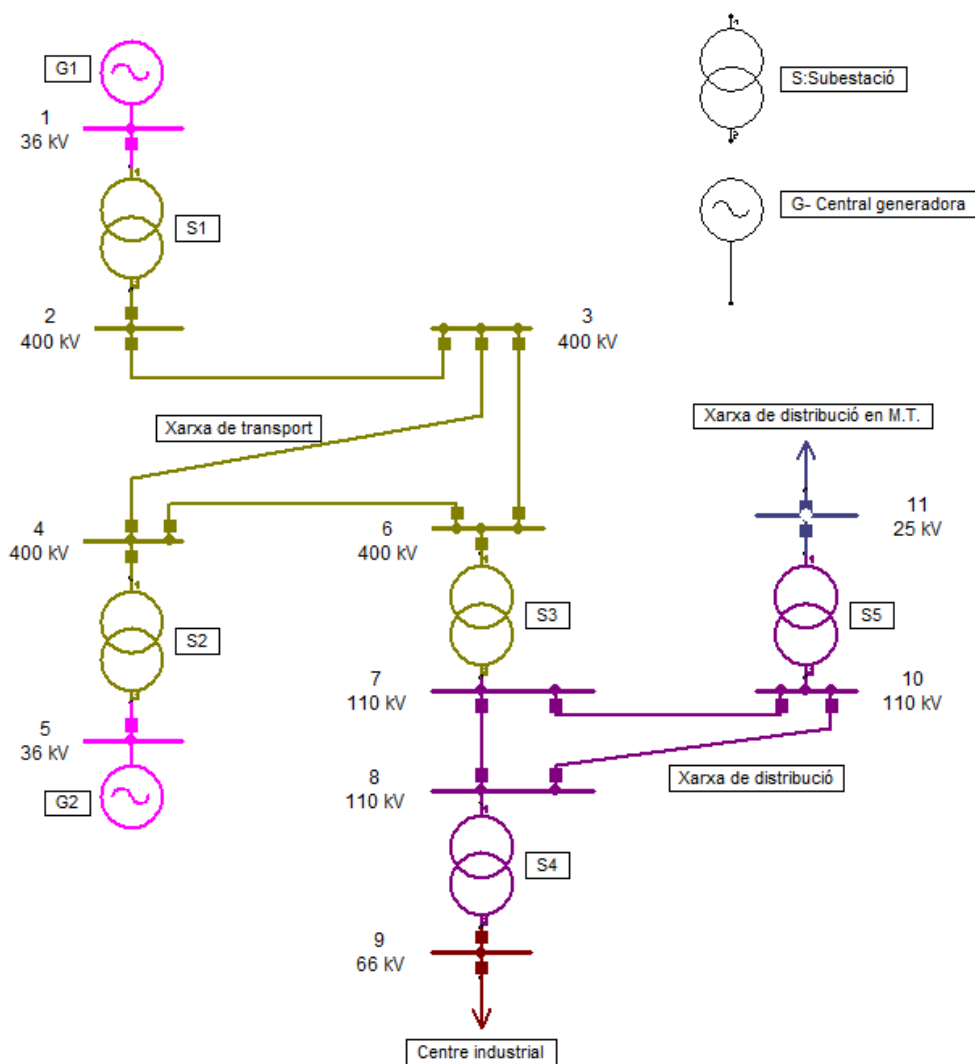 G1
S:Subestació
1
36 kV
G- Central generadora
S1
2
400 kV
3
400 kV
Xarxa de transport
Xarxa de distribució en M.T.
4
400 kV
6
400 kV
11
25 kV
S2
S3
S5
7
110 kV
10
110 kV
5
36 kV
G2
8
110 kV
Xarxa de distribució
S4
9
66 kV
Centre industrial